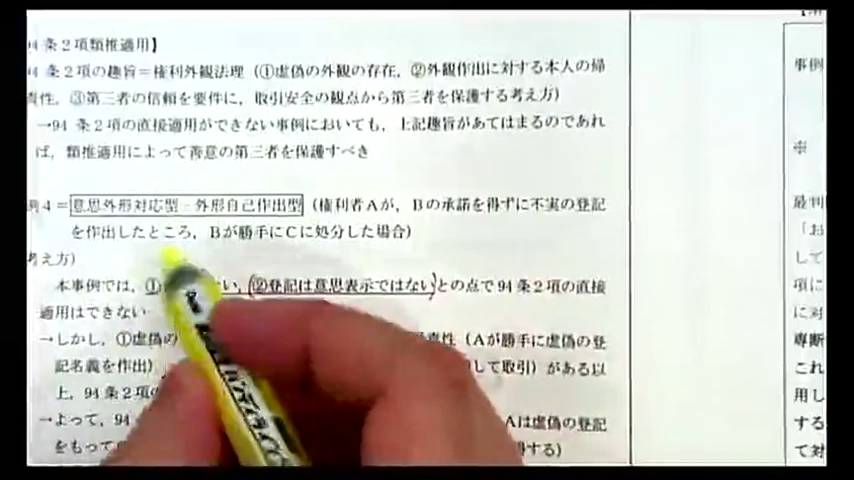 条２項類推適用】
条２項の趣旨＝権利外観法理（①虚偽の外観の存在，②外観作出に対する本人の帰
責性，③第三者の信頼を要件に，取引安全の観点から第三者を保護する考え方）
→94 条２項の直接適用ができない事例においても，上記趣旨があてはまるのであれ
ば，類推適用によって善意の第三者を保護すべき
例４＝意思外形対応型－外形自己作出型（権利者Ａが，Ｂの承諾を得ずに不実の登記
を作出したところ，Ｂが勝手にＣに処分した場合）
考え方）
本事例では，① い，（②登記は意思表示ではない）との点で 94 条２項の直接
適用はできない
→しかし，①虚偽の 責性（Ａが勝手に虚偽の登
記名義を作出） して取引）がある以
上，94 条２項の
→よって，94 Ａは虚偽の登記
をもって 得する）
事例
※
最判
「お
して
項に
に対
専断
これ
用し
する
て対